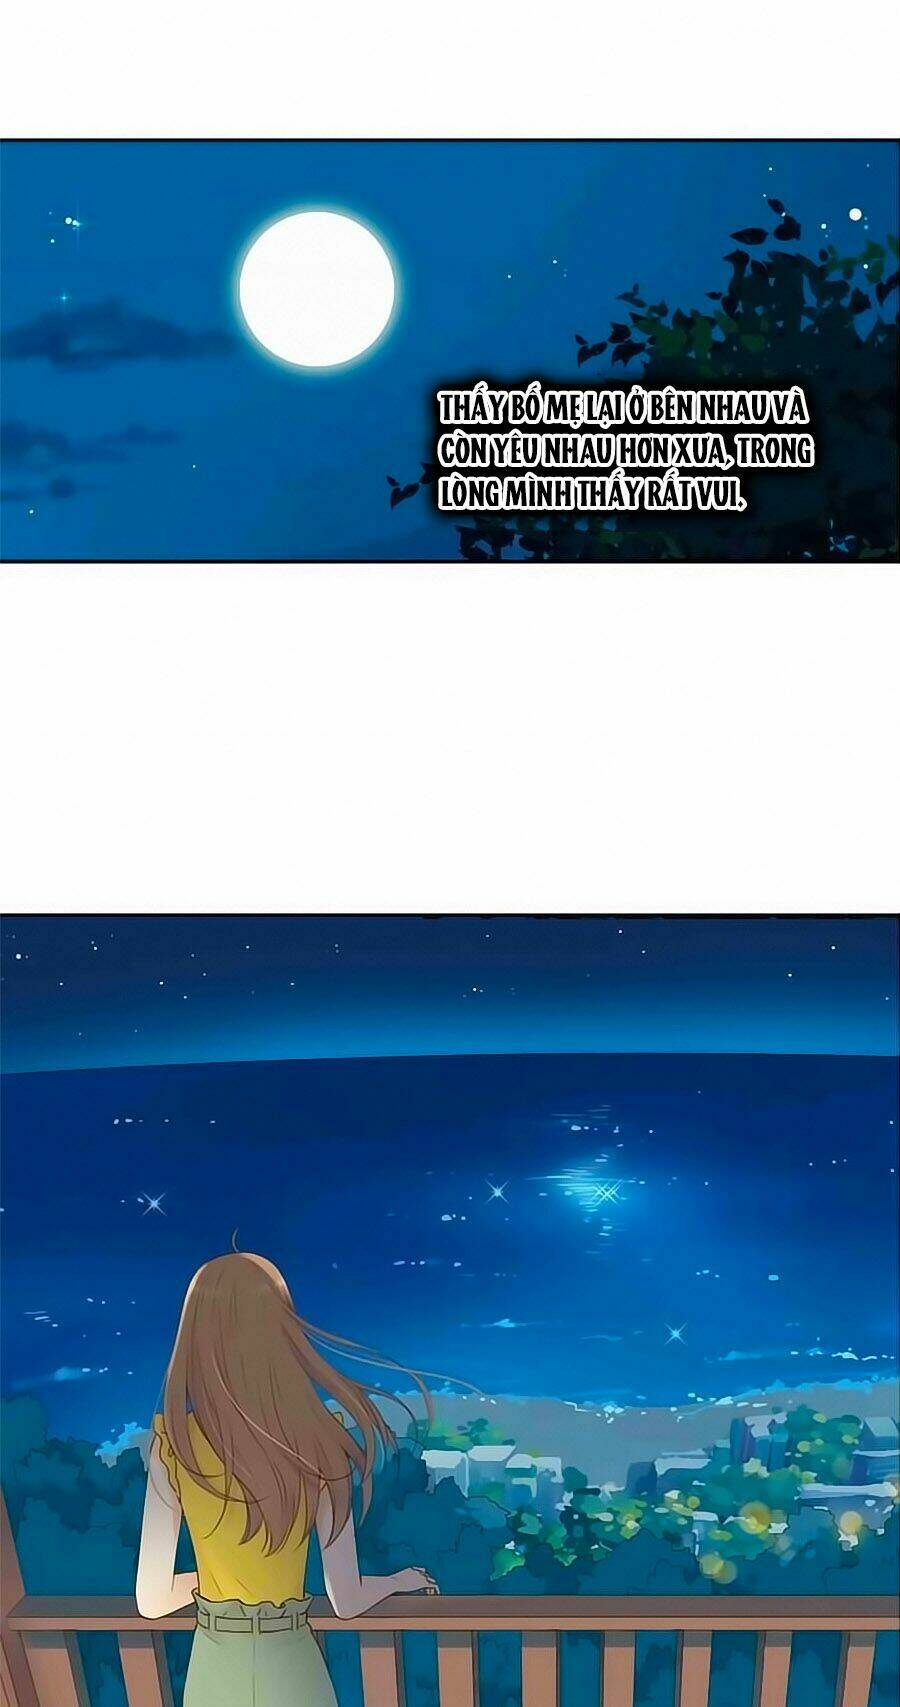 THẤY BỐ MẸ LẠI Ở BÊN NHAU VÀ
CÒN YÊU NHAU HƠN XƯA, TRONG
LÒNG MÌNH THẤY RẤT VUI.